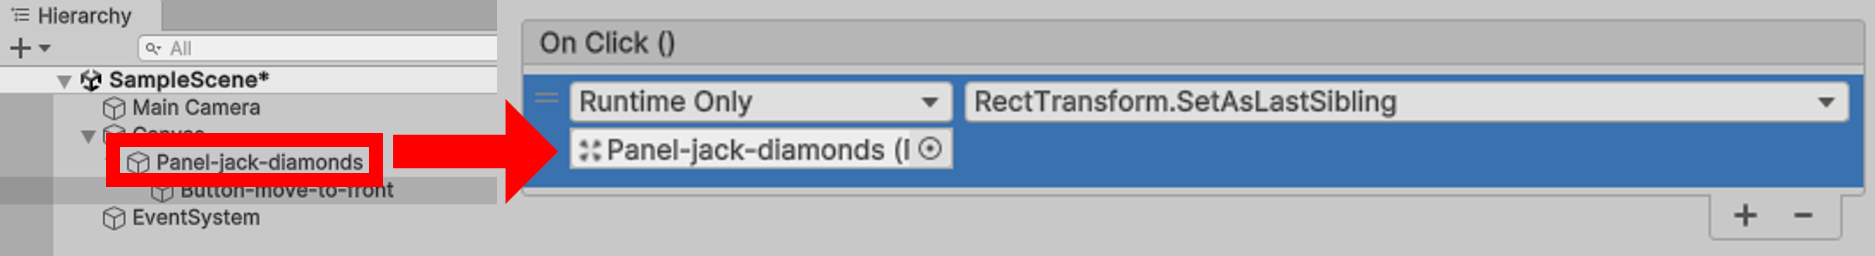 Hierarchy
All
SampleScene*
Main Camera
Canvas
Panel-jack-diamonds
Button-move-to-front
EventSystem
On Click ()
Runtime Only
RectTransform.SetAsLastSibling
Panel-jack-diamonds (